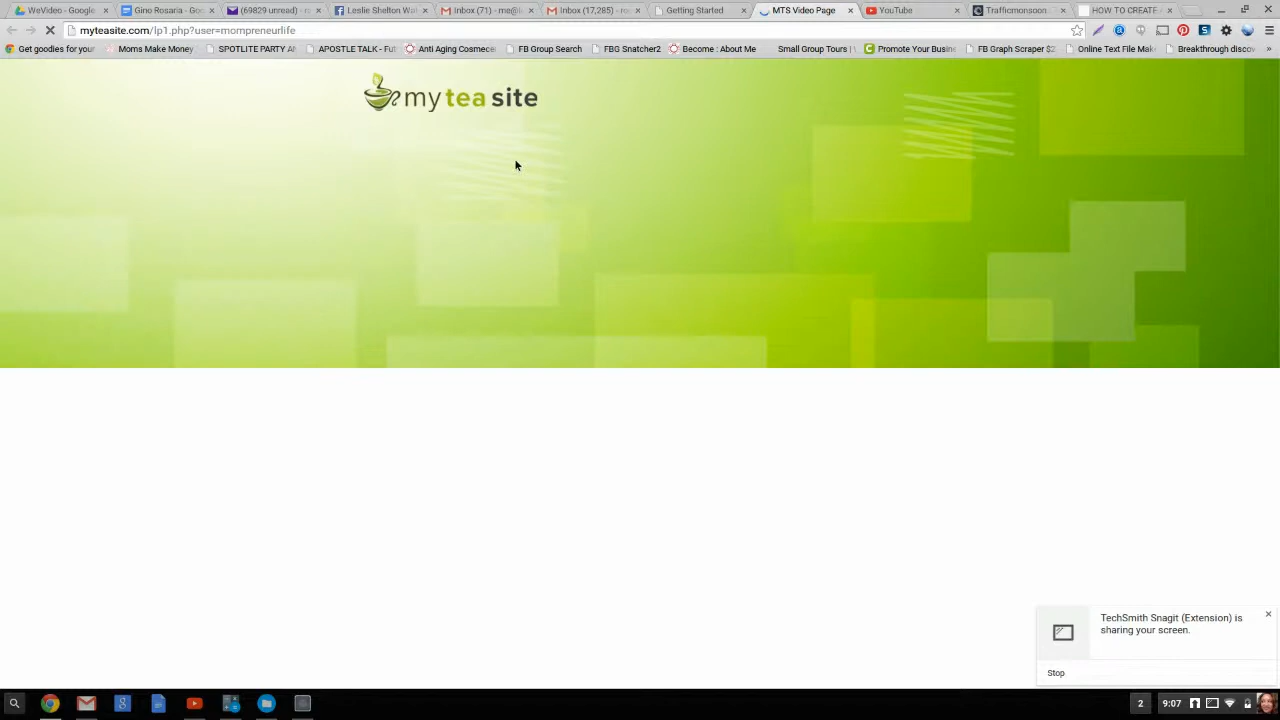 WeVideo - Google
Gino Rosaria - Goo
(69829 unread) - r
Leslie Shelton Wa
Inbox (71) - me@l
Inbox (17,285) - ro
Getting Started
MTS Video Page
YouTube
Trafficmonsoon
HOW TO CREATE
myteasite.com/lp1.php?user=mompreneurlife
Get goodies for your
Moms Make Money
SPOTLITE PARTY A
APOSTLE TALK - Fu
Anti Aging Cosmec
FB Group Search
FBG Snatcher2
Become : About Me
Small Group Tours |
Promote Your Busin
FB Graph Scraper $2
Online Text File Mak
Breakthrough disco
»
my tea site
TechSmith Snagit (Extension) is
sharing your screen.
Stop
2
9:07